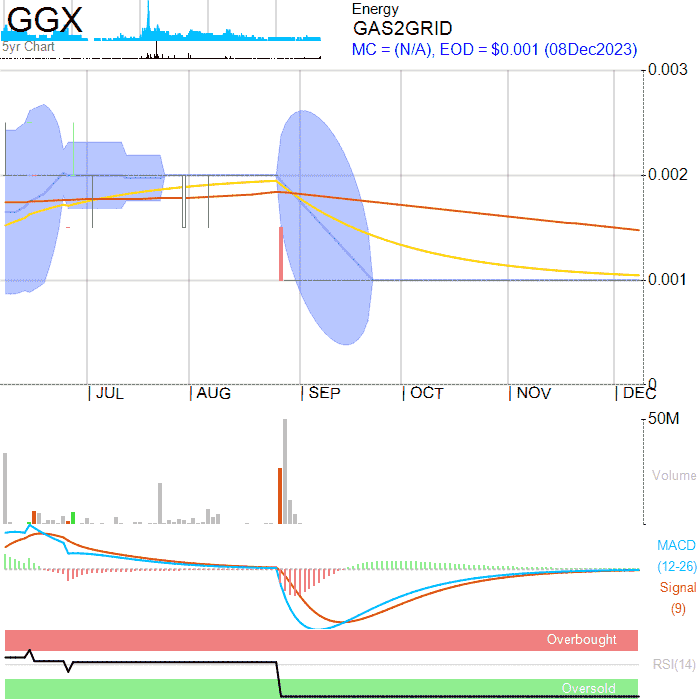 GGX
5yr Chart
Energy
GAS2GRID
MC = (N/A), EOD = $0.001 (08Dec2023)
0.003
0.002
0.001
0
JUL AUG SEP OCT NOV DEC
50M
Volume
MACD
(12-26)
Signal
(9)
Overbought
RSI(14)
Oversold